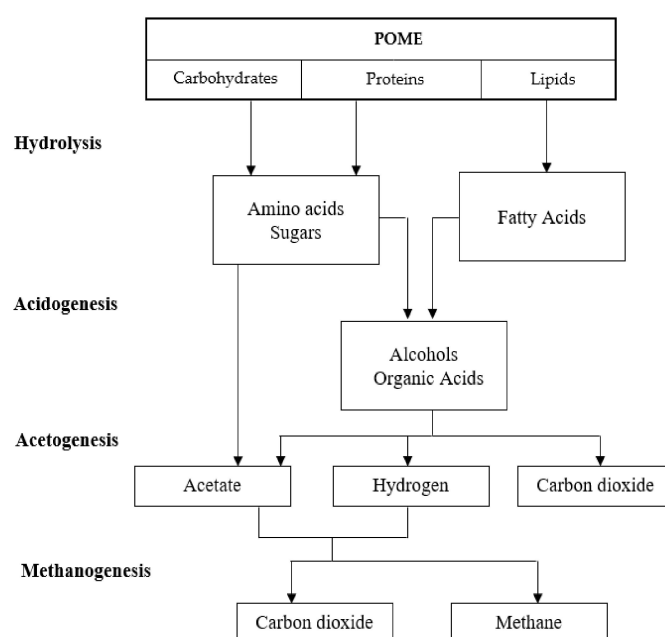 POME
Carbohydrates Proteins Lipids
Hydrolysis
Amino acids
Sugars
Fatty Acids
Acidogenesis
Alcohols
Organic Acids
Acetogenesis
Acetate Hydrogen Carbon dioxide
Methanogenesis
Carbon dioxide Methane